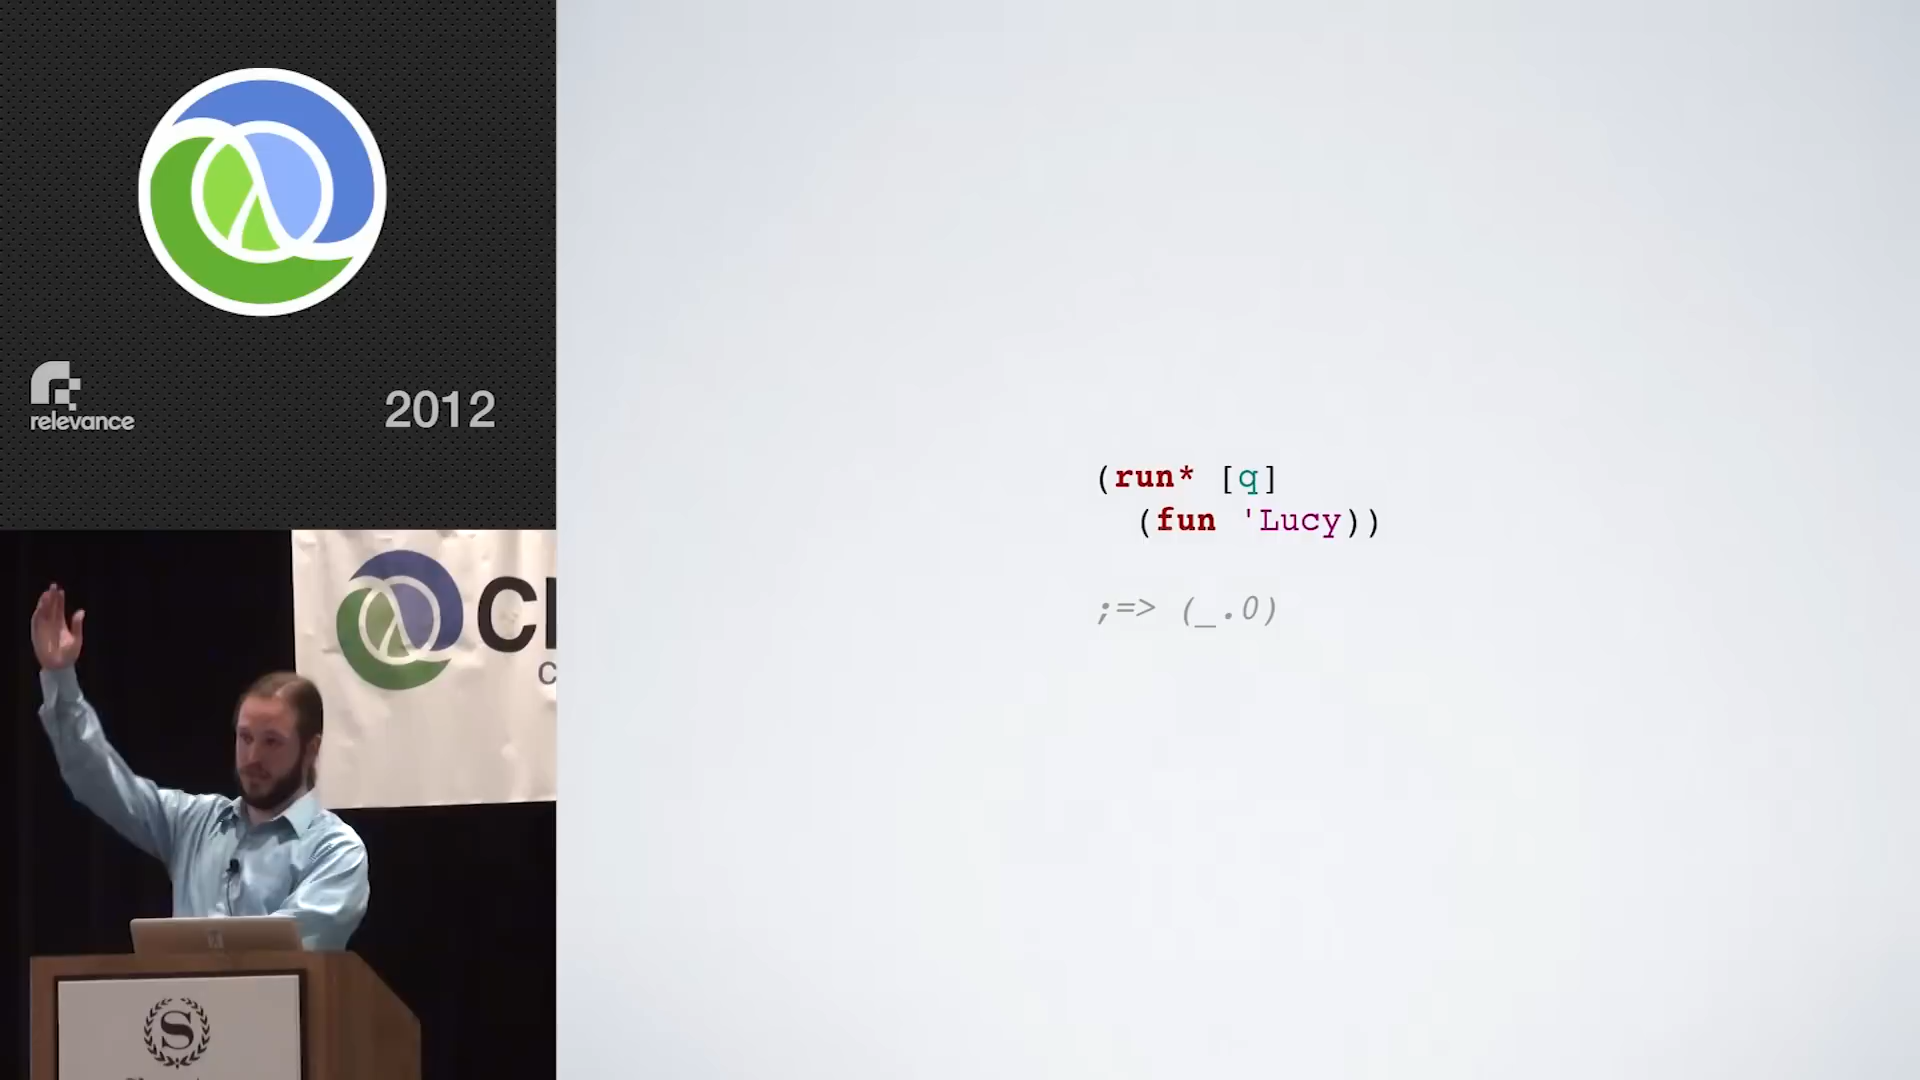 relevance
2012
(run* [q]
(fun 'Lucy))
;=> (_.0)
S